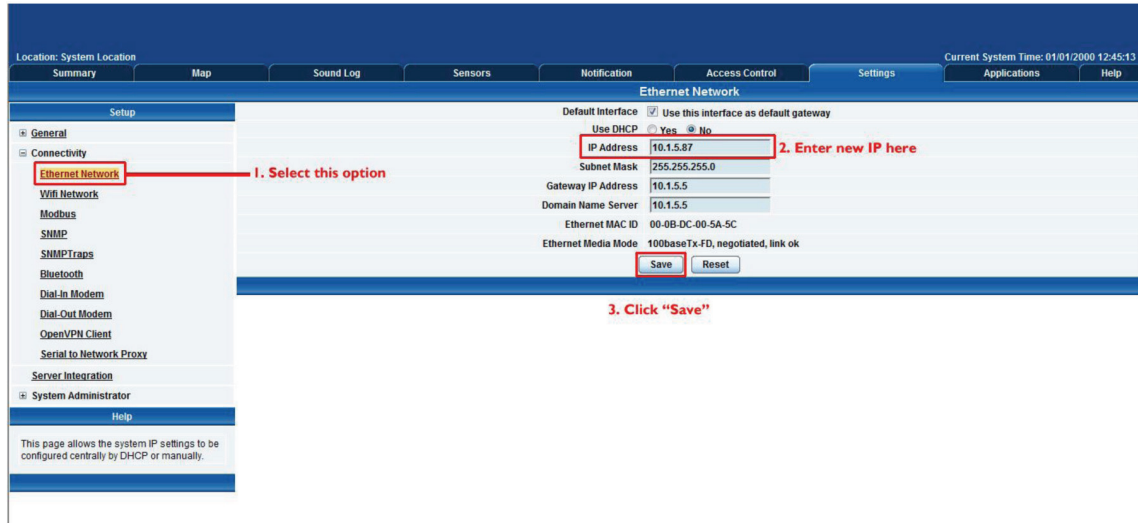 Location: System Location
Current System Time: 01/01/2000 12:45:13
Summary Map Sound Log Sensors Notification Access Control Settings Applications Help
Ethernet Network
Setup
General
Connectivity
Ethernet Network
Wifi Network
Modbus
SNMP
SNMPTraps
Bluetooth
Dial-In Modem
Dial-Out Modem
OpenVPN Client
Serial to Network Proxy
Server Integration
System Administrator
Help
This page allows the system IP settings to be
configured centrally by DHCP or manually.
1. Select this option
Default Interface Use this interface as default gateway
Use DHCP Yes No
IP Address 10.1.5.87
2. Enter new IP here
Subnet Mask 255.255.255.0
Gateway IP Address 10.1.5.5
Domain Name Server 10.1.5.5
Ethernet MAC ID 00-0B-DC-00-5A-5C
Ethernet Media Mode 100baseTx-FD, negotiated, link ok
Save Reset
3. Click “Save”